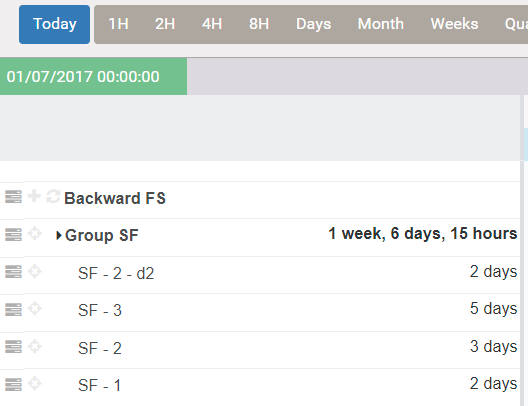 Today 1H 2H 4H 8H Days Month Weeks
01/07/2017 00:00:00
Backward FS
Group SF 1 week, 6 days, 15 hours
SF - 2 - d2 2 days
SF - 3 5 days
SF - 2 3 days
SF - 1 2 days